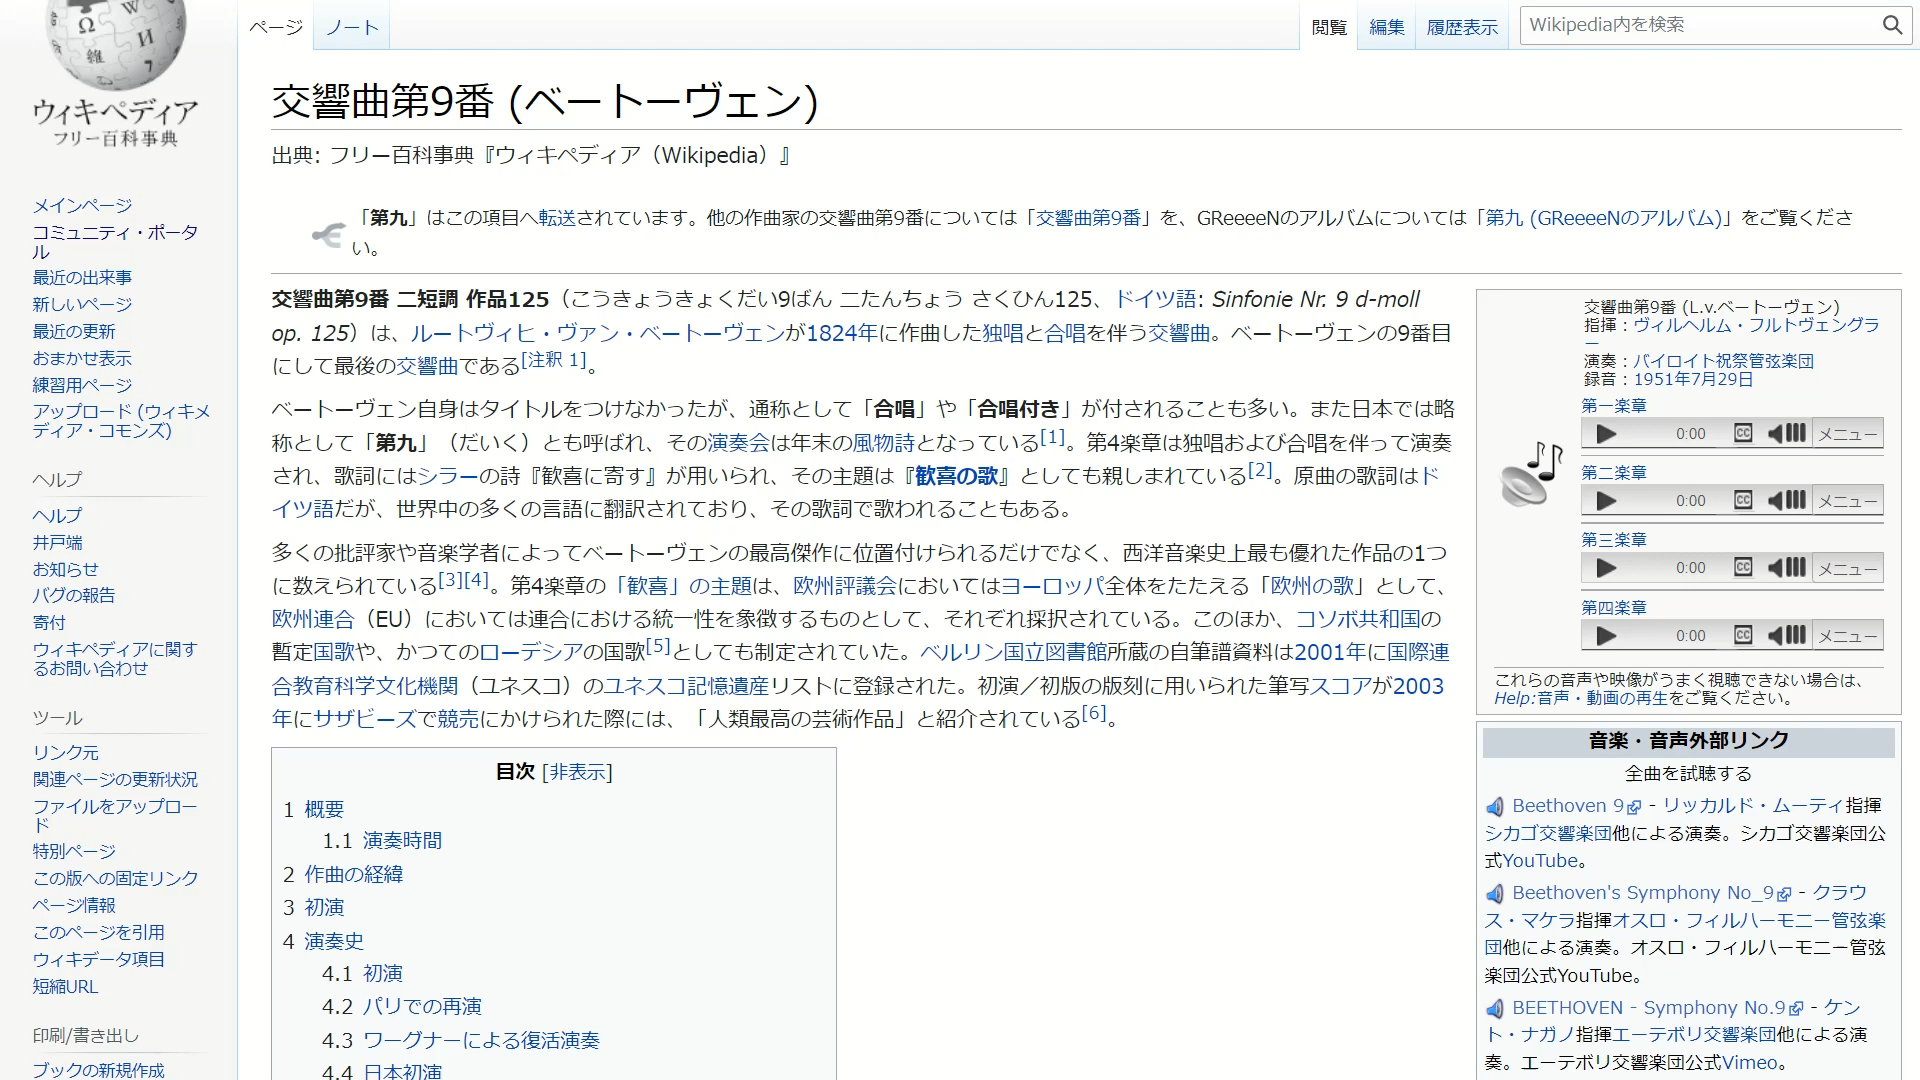 ウィキペディア
フリー百科事典
メインページ
コミュニティ・ポータ
ル
最近の出来事
新しいページ
最近の更新
おまかせ表示
練習用ページ
アップロード (ウィキメ
ディア・コモンズ)
ヘルプ
ヘルプ
井戸端
お知らせ
バグの報告
寄付
ウィキペディアに関す
るお問い合わせ
ツール
リンク元
関連ページの更新状況
ファイルをアップロー
ド
特別ページ
この版への固定リンク
ページ情報
このページを引用
ウィキデータ項目
短縮URL
印刷/書き出し
ブックの新規作成
ページ ノート 閲覧 編集 履歴表示 Wikipedia内を検索
交響曲第9番 (ベートーヴェン)
出典: フリー百科事典『ウィキペディア（Wikipedia）』
「第九」はこの項目へ転送されています。他の作曲家の交響曲第9番については「交響曲第9番」を、GReeeeNのアルバムについては「第九 (GReeeeNのアルバム)」をご覧くださ
い。
交響曲第9番 ニ短調 作品125（こうきょうきょくだい9ばん ニたんちょう さくひん125、ドイツ語: Sinfonie Nr. 9 d-moll
op. 125）は、ルートヴィヒ・ヴァン・ベートーヴェンが1824年に作曲した独唱と合唱を伴う交響曲。ベートーヴェンの9番目
にして最後の交響曲である[注釈 1]。
ベートーヴェン自身はタイトルをつけなかったが、通称として「合唱」や「合唱付き」が付されることも多い。また日本では略
称として「第九」（だいく）とも呼ばれ、その演奏会は年末の風物詩となっている[1]。第4楽章は独唱および合唱を伴って演奏
され、歌詞にはシラーの詩『歓喜に寄す』が用いられ、その主題は『歓喜の歌』としても親しまれている[2]。原曲の歌詞はド
イツ語だが、世界中の多くの言語に翻訳されており、その歌詞で歌われることもある。
多くの批評家や音楽学者によってベートーヴェンの最高傑作に位置付けられるだけでなく、西洋音楽史上最も優れた作品の1つ
に数えられている[3][4]。第4楽章の「歓喜」の主題は、欧州評議会においてはヨーロッパ全体をたたえる「欧州の歌」として、
欧州連合（EU）においては連合における統一性を象徴するものとして、それぞれ採択されている。このほか、コソボ共和国の
暫定国歌や、かつてのローデシアの国歌[5]としても制定されていた。ベルリン国立図書館所蔵の自筆譜資料は2001年に国際連
合教育科学文化機関（ユネスコ）のユネスコ記憶遺産リストに登録された。初演／初版の版刻に用いられた筆写スコアが2003
年にサザビーズで競売にかけられた際には、「人類最高の芸術作品」と紹介されている[6]。
目次 [非表示]
1 概要
1.1 演奏時間
2 作曲の経緯
3 初演
4 演奏史
4.1 初演
4.2 パリでの再演
4.3 ワーグナーによる復活演奏
4.4 日本初演
交響曲第9番 (L.v.ベートーヴェン)
指揮：ヴィルヘルム・フルトヴェングラ
ー
演奏：バイロイト祝祭管弦楽団
録音：1951年7月29日
第一楽章
0:00 CC メニュー
第二楽章
0:00 CC メニュー
第三楽章
0:00 CC メニュー
第四楽章
0:00 CC メニュー
これらの音声や映像がうまく視聴できない場合は、
Help:音声・動画の再生をご覧ください。
音楽・音声外部リンク
全曲を試聴する
Beethoven 9 - リッカルド・ムーティ指揮
シカゴ交響楽団他による演奏。シカゴ交響楽団公
式YouTube。
Beethoven's Symphony No_9 - クラウ
ス・マケラ指揮オスロ・フィルハーモニー管弦楽
団他による演奏。オスロ・フィルハーモニー管弦
楽団公式YouTube。
BEETHOVEN - Symphony No.9 - ケン
ト・ナガノ指揮エーテボリ交響楽団他による演
奏。エーテボリ交響楽団公式Vimeo。